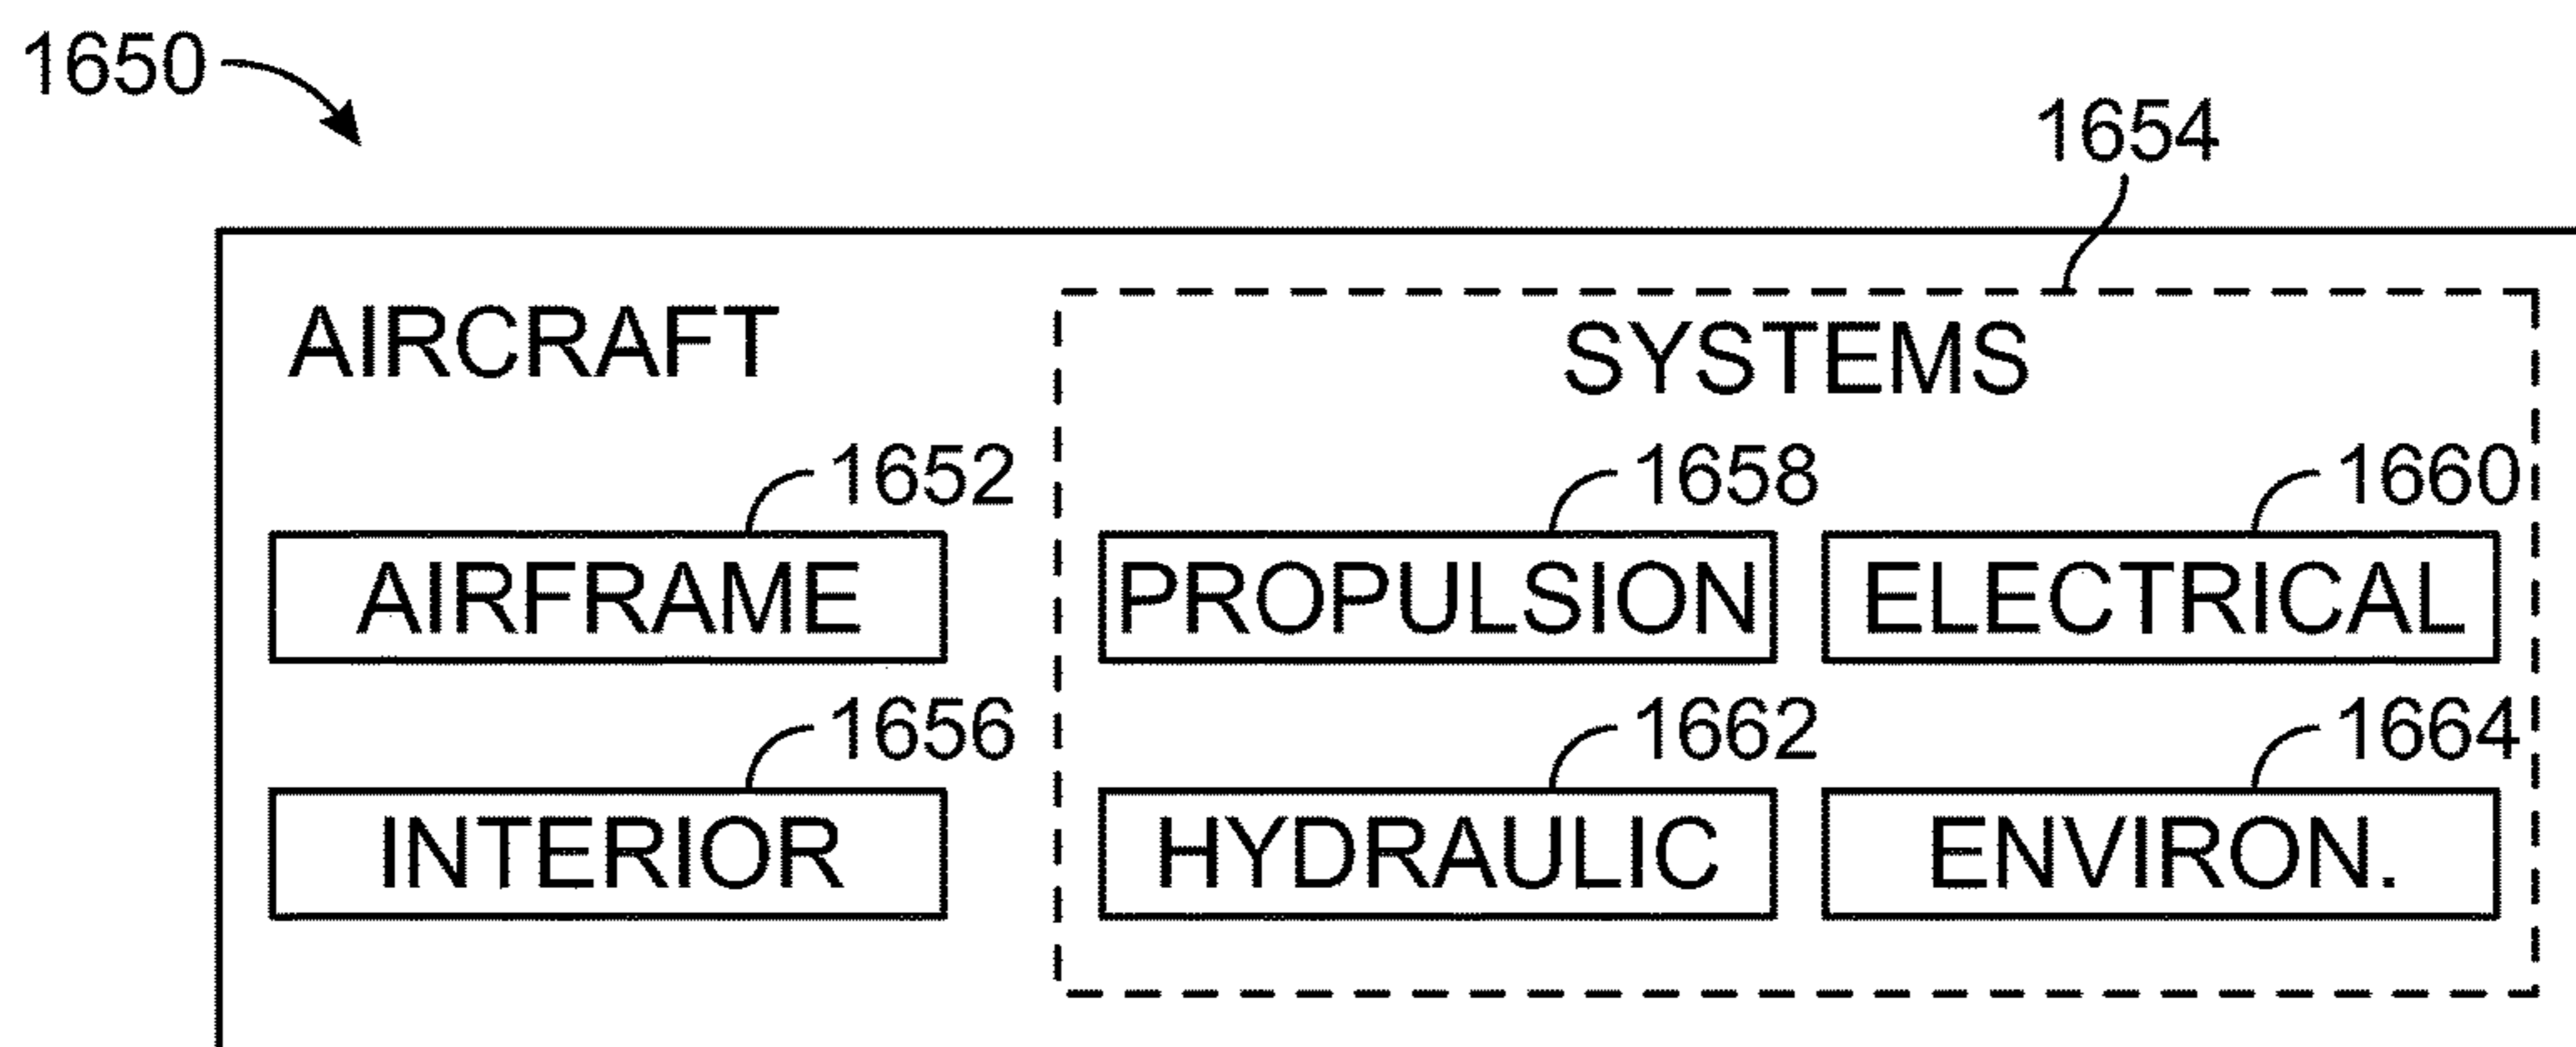 1650
1654
AIRCRAFT
SYSTEMS
1652
1658
1660
AIRFRAME
PROPULSION
ELECTRICAL
1656
1662
1664
INTERIOR
HYDRAULIC
ENVIRON.